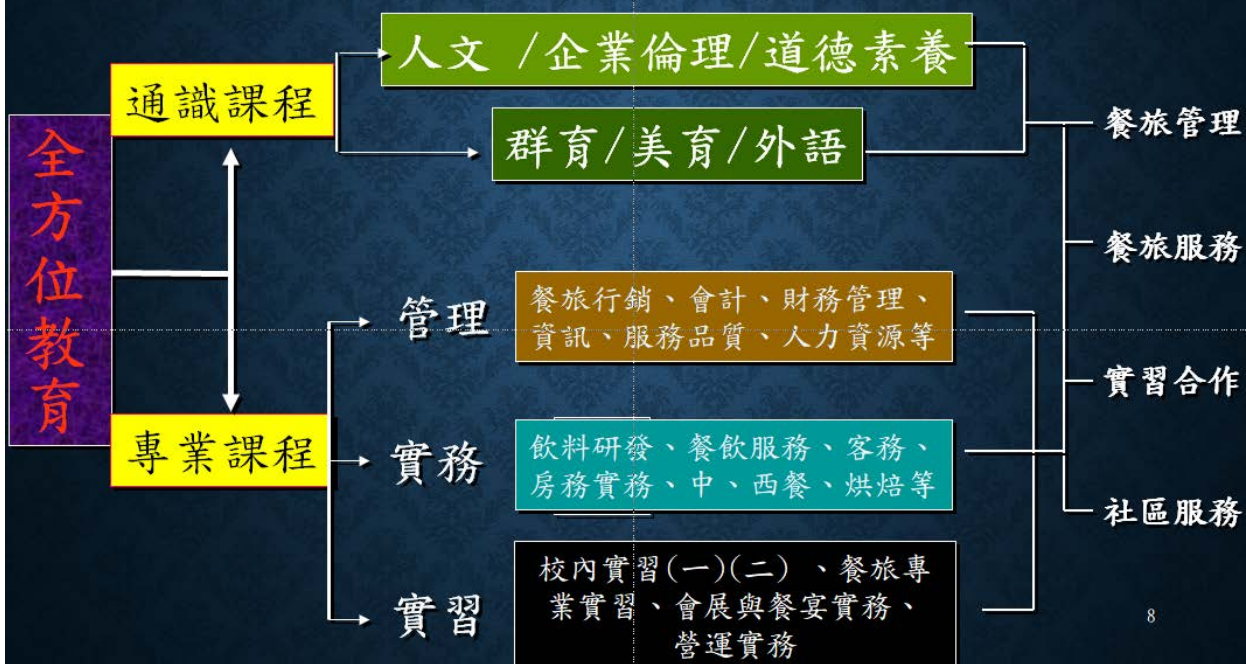 全方位教育
通識課程
人文 /企業倫理/道德素養
群育/美育/外語
專業課程
管理
餐旅行銷、會計、財務管理、
資訊、服務品質、人力資源等
實務
飲料研發、餐飲服務、客務、
房務實務、中、西餐、烘焙等
實習
校內實習(一)(二) 、餐旅專
業實習、會展與餐宴實務、
營運實務
餐旅管理
餐旅服務
實習合作
社區服務
8